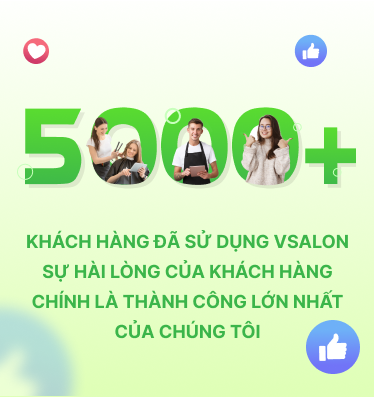 5000+
KHÁCH HÀNG ĐÃ SỬ DỤNG VSALON
SỰ HÀI LÒNG CỦA KHÁCH HÀNG
CHÍNH LÀ THÀNH CÔNG LỚN NHẤT
CỦA CHÚNG TÔI